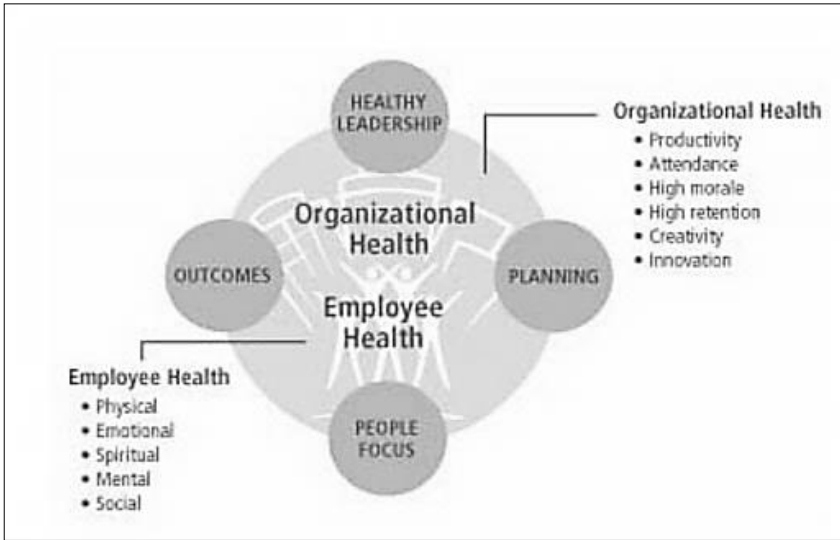 HEALTHY
LEADERSHIP
Organizational Health
• Productivity
• Attendance
• High morale
• High retention
• Creativity
• Innovation
Organizational
Health
OUTCOMES
PLANNING
Employee
Health
Employee Health
• Physical
• Emotional
• Spiritual
• Mental
• Social
PEOPLE
FOCUS